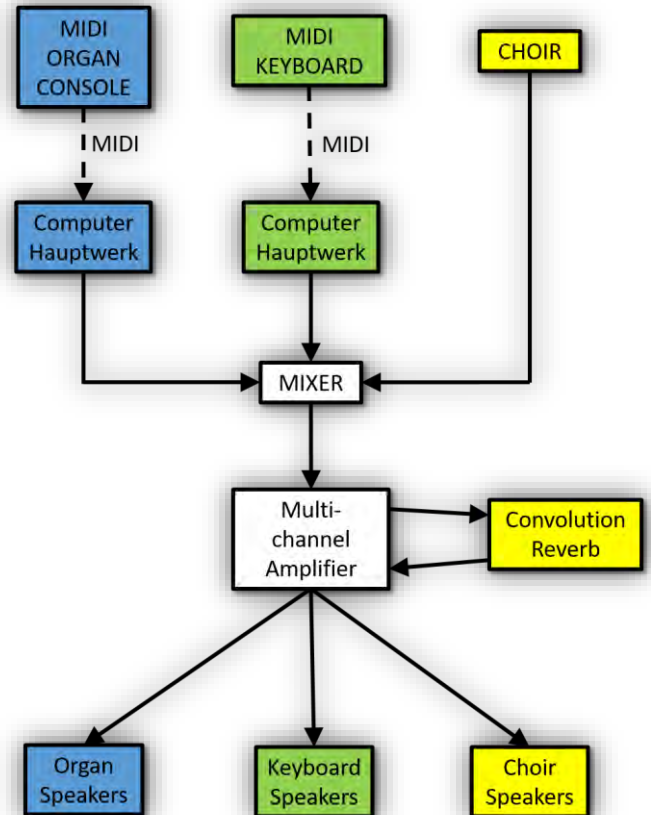 MIDI
ORGAN
CONSOLE
MIDI
KEYBOARD
CHOIR
MIDI
MIDI
Computer
Hauptwerk
Computer
Hauptwerk
MIXER
Multi-
channel
Amplifier
Convolution
Reverb
Organ
Speakers
Keyboard
Speakers
Choir
Speakers